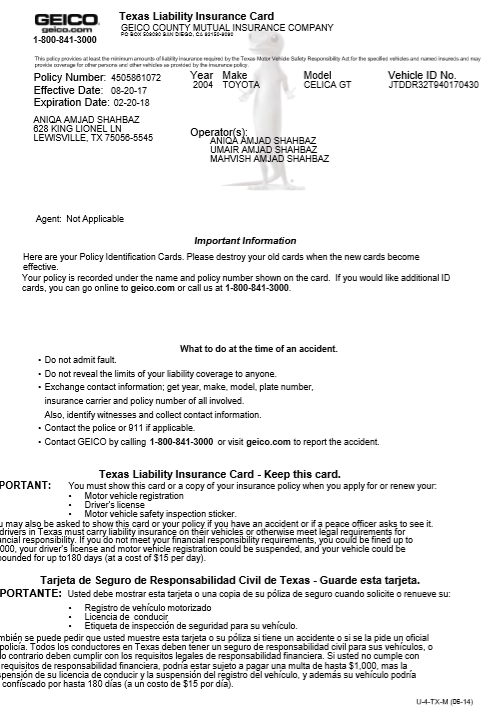 GEICO
geico.com
1-800-841-3000
Texas Liability Insurance Card
GEICO COUNTY MUTUAL INSURANCE COMPANY
PO BOX 509090 SAN DIEGO, CA 92150-9090
This policy provides at least the minimum amounts of liability insurance required by the Texas Motor Vehicle Safety Responsibility Act for the specified vehicles and named insureds and may
provide coverage for other persons and other vehicles as provided by the insurance policy.
Policy Number: 4505861072
Effective Date: 08-20-17
Expiration Date: 02-20-18
Year Make Model Vehicle ID No.
2004 TOYOTA CELICA GT JTDDR32T940170430
ANIQA AMJAD SHAHBAZ
628 KING LIONEL LN
LEWISVILLE, TX 75056-5545
Operator(s):
ANIQA AMJAD SHAHBAZ
UMAIR AMJAD SHAHBAZ
MAHVISH AMJAD SHAHBAZ
Agent: Not Applicable
Important Information
Here are your Policy Identification Cards. Please destroy your old cards when the new cards become
effective.
Your policy is recorded under the name and policy number shown on the card. If you would like additional ID
cards, you can go online to geico.com or call us at 1-800-841-3000.
What to do at the time of an accident.
• Do not admit fault.
• Do not reveal the limits of your liability coverage to anyone.
• Exchange contact information; get year, make, model, plate number,
insurance carrier and policy number of all involved.
Also, identify witnesses and collect contact information.
• Contact the police or 911 if applicable.
• Contact GEICO by calling 1-800-841-3000 or visit geico.com to report the accident.
Texas Liability Insurance Card - Keep this card.
PORTANT: You must show this card or a copy of your insurance policy when you apply for or renew your:
• Motor vehicle registration
• Driver's license
• Motor vehicle safety inspection sticker.
u may also be asked to show this card or your policy if you have an accident or if a peace officer asks to see it.
drivers in Texas must carry liability insurance on their vehicles or otherwise meet legal requirements for
ancial responsibility. If you do not meet your financial responsibility requirements, you could be fined up to
000, your driver's license and motor vehicle registration could be suspended, and your vehicle could be
ounded for up to180 days (at a cost of $15 per day).
Tarjeta de Seguro de Responsabilidad Civil de Texas - Guarde esta tarjeta.
PORTANTE: Usted debe mostrar esta tarjeta o una copia de su póliza de seguro cuando solicite o renueve su:
• Registro de vehículo motorizado
• Licencia de conducir
• Etiqueta de inspección de seguridad para su vehículo.
mbién se puede pedir que usted muestre esta tarjeta o su póliza si tiene un accidente o si se la pide un oficial
policía. Todos los conductores en Texas deben tener un seguro de responsabilidad civil para sus vehículos, o
lo contrario deben cumplir con los requisitos legales de responsabilidad financiera. Si usted no cumple con
requisitos de responsabilidad financiera, podría estar sujeto a pagar una multa de hasta $1,000, mas la
spensión de su licencia de conducir y la suspensión del registro del vehículo, y además su vehículo podría
confiscado por hasta 180 días (a un costo de $15 por día).
U-4-TX-M (06-14)